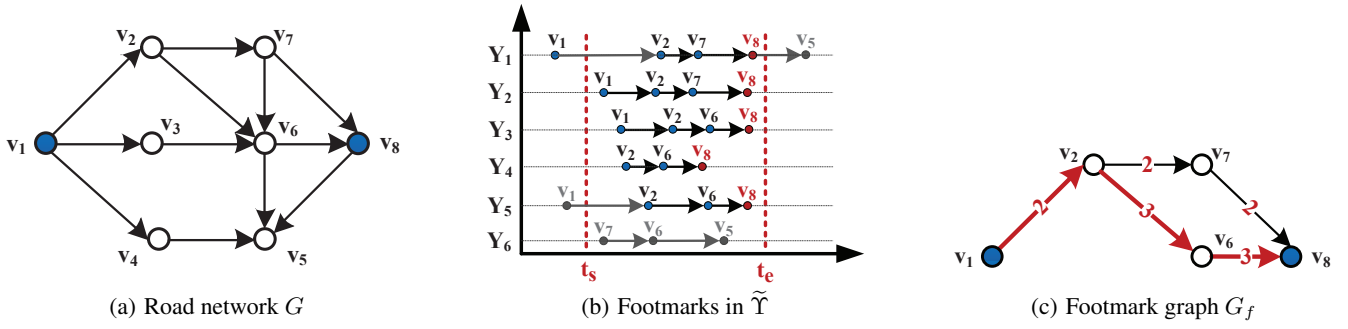 v2
v7
v3
v1
v6
v8
v4
v5
(a) Road network G
v1 v2 v7 v8 v5
Y1
v1 v2 v7 v8
Y2
v1 v2 v6 v8
Y3
v2 v6 v8
Y4
v1 v2 v6 v8
Y5
v7 v6 v5
Y6
ts te
(b) Footmarks in Υ̃
v2 2 v7
2 3 2
v6
v1 3 v8
(c) Footmark graph Gf